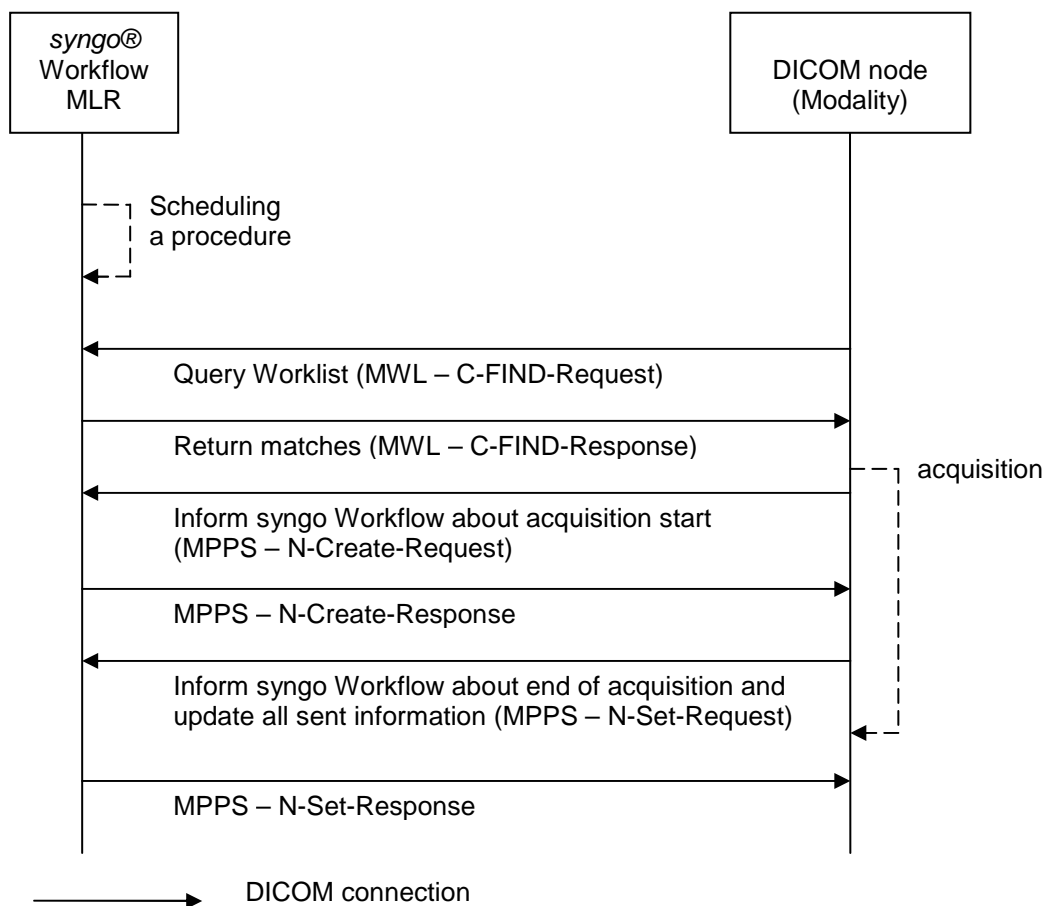 syngo®
Workflow
MLR
DICOM node
(Modality)
Scheduling
a procedure
Query Worklist (MWL – C-FIND-Request)
Return matches (MWL – C-FIND-Response)
acquisition
Inform syngo Workflow about acquisition start
(MPPS – N-Create-Request)
MPPS – N-Create-Response
Inform syngo Workflow about end of acquisition and
update all sent information (MPPS – N-Set-Request)
MPPS – N-Set-Response
DICOM connection